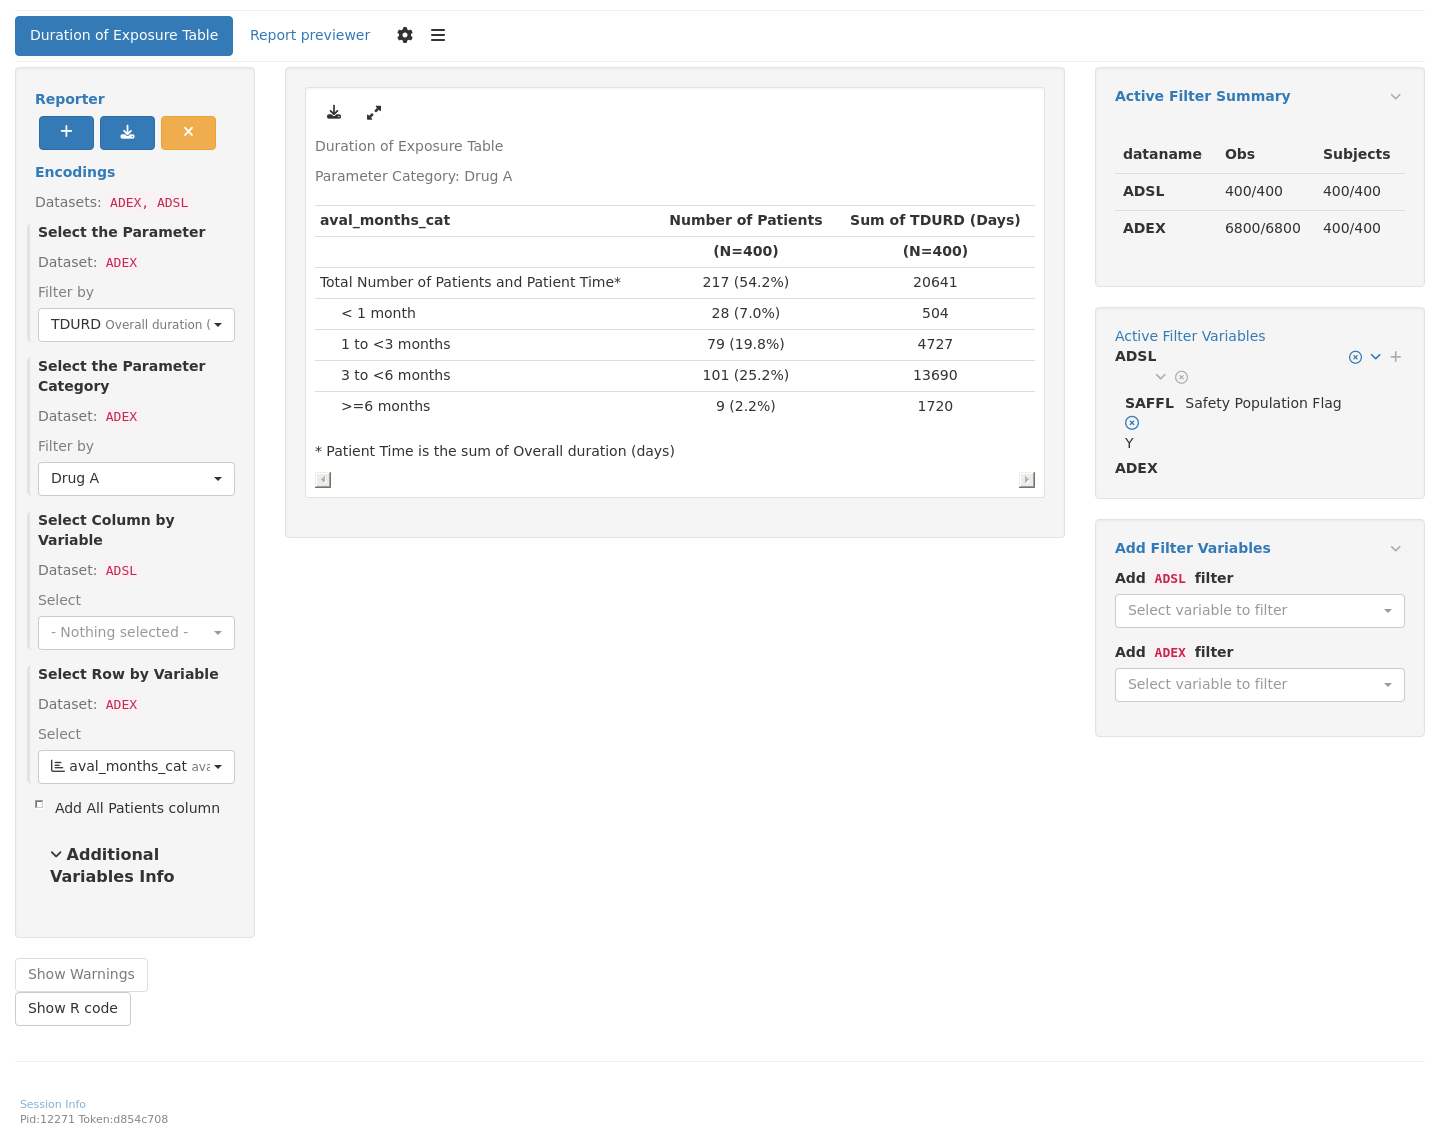 Duration of Exposure Table
Report previewer
Reporter
Encodings
Datasets: ADEX, ADSL
Select the Parameter
Dataset: ADEX
Filter by
TDURD Overall duration (
Select the Parameter
Category
Dataset: ADEX
Filter by
Drug A
Select Column by
Variable
Dataset: ADSL
Select
- Nothing selected -
Select Row by Variable
Dataset: ADEX
Select
aval_months_cat ava
Add All Patients column
Additional
Variables Info
Show Warnings
Show R code
Duration of Exposure Table
Parameter Category: Drug A
aval_months_cat Number of Patients Sum of TDURD (Days)
(N=400) (N=400)
Total Number of Patients and Patient Time* 217 (54.2%) 20641
< 1 month 28 (7.0%) 504
1 to <3 months 79 (19.8%) 4727
3 to <6 months 101 (25.2%) 13690
>=6 months 9 (2.2%) 1720
* Patient Time is the sum of Overall duration (days)
Active Filter Summary
dataname Obs Subjects
ADSL 400/400 400/400
ADEX 6800/6800 400/400
Active Filter Variables
ADSL
SAFFL Safety Population Flag
Y
ADEX
Add Filter Variables
Add ADSL filter
Select variable to filter
Add ADEX filter
Select variable to filter
Session Info
Pid:12271 Token:d854c708